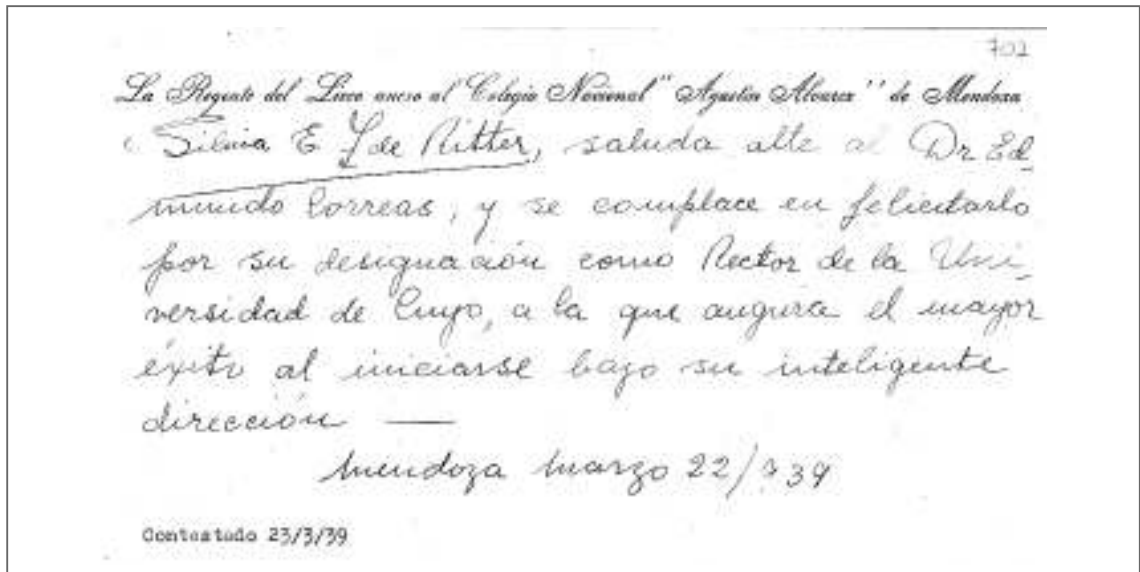 702
La Regente del Liceo anexo al Colegio Nacional "Agustín Alvarez" de Mendoza
Silvia E de Ritter, saluda atte al Dr Ed
mundo Correas, y se complace en felicitarlo
por su designación como Rector de la Uni
versidad de Cuyo, a la que augura el mayor
éxito al iniciarse bajo su inteligente
dirección —
Mendoza Marzo 22/939
Contestado 23/3/39